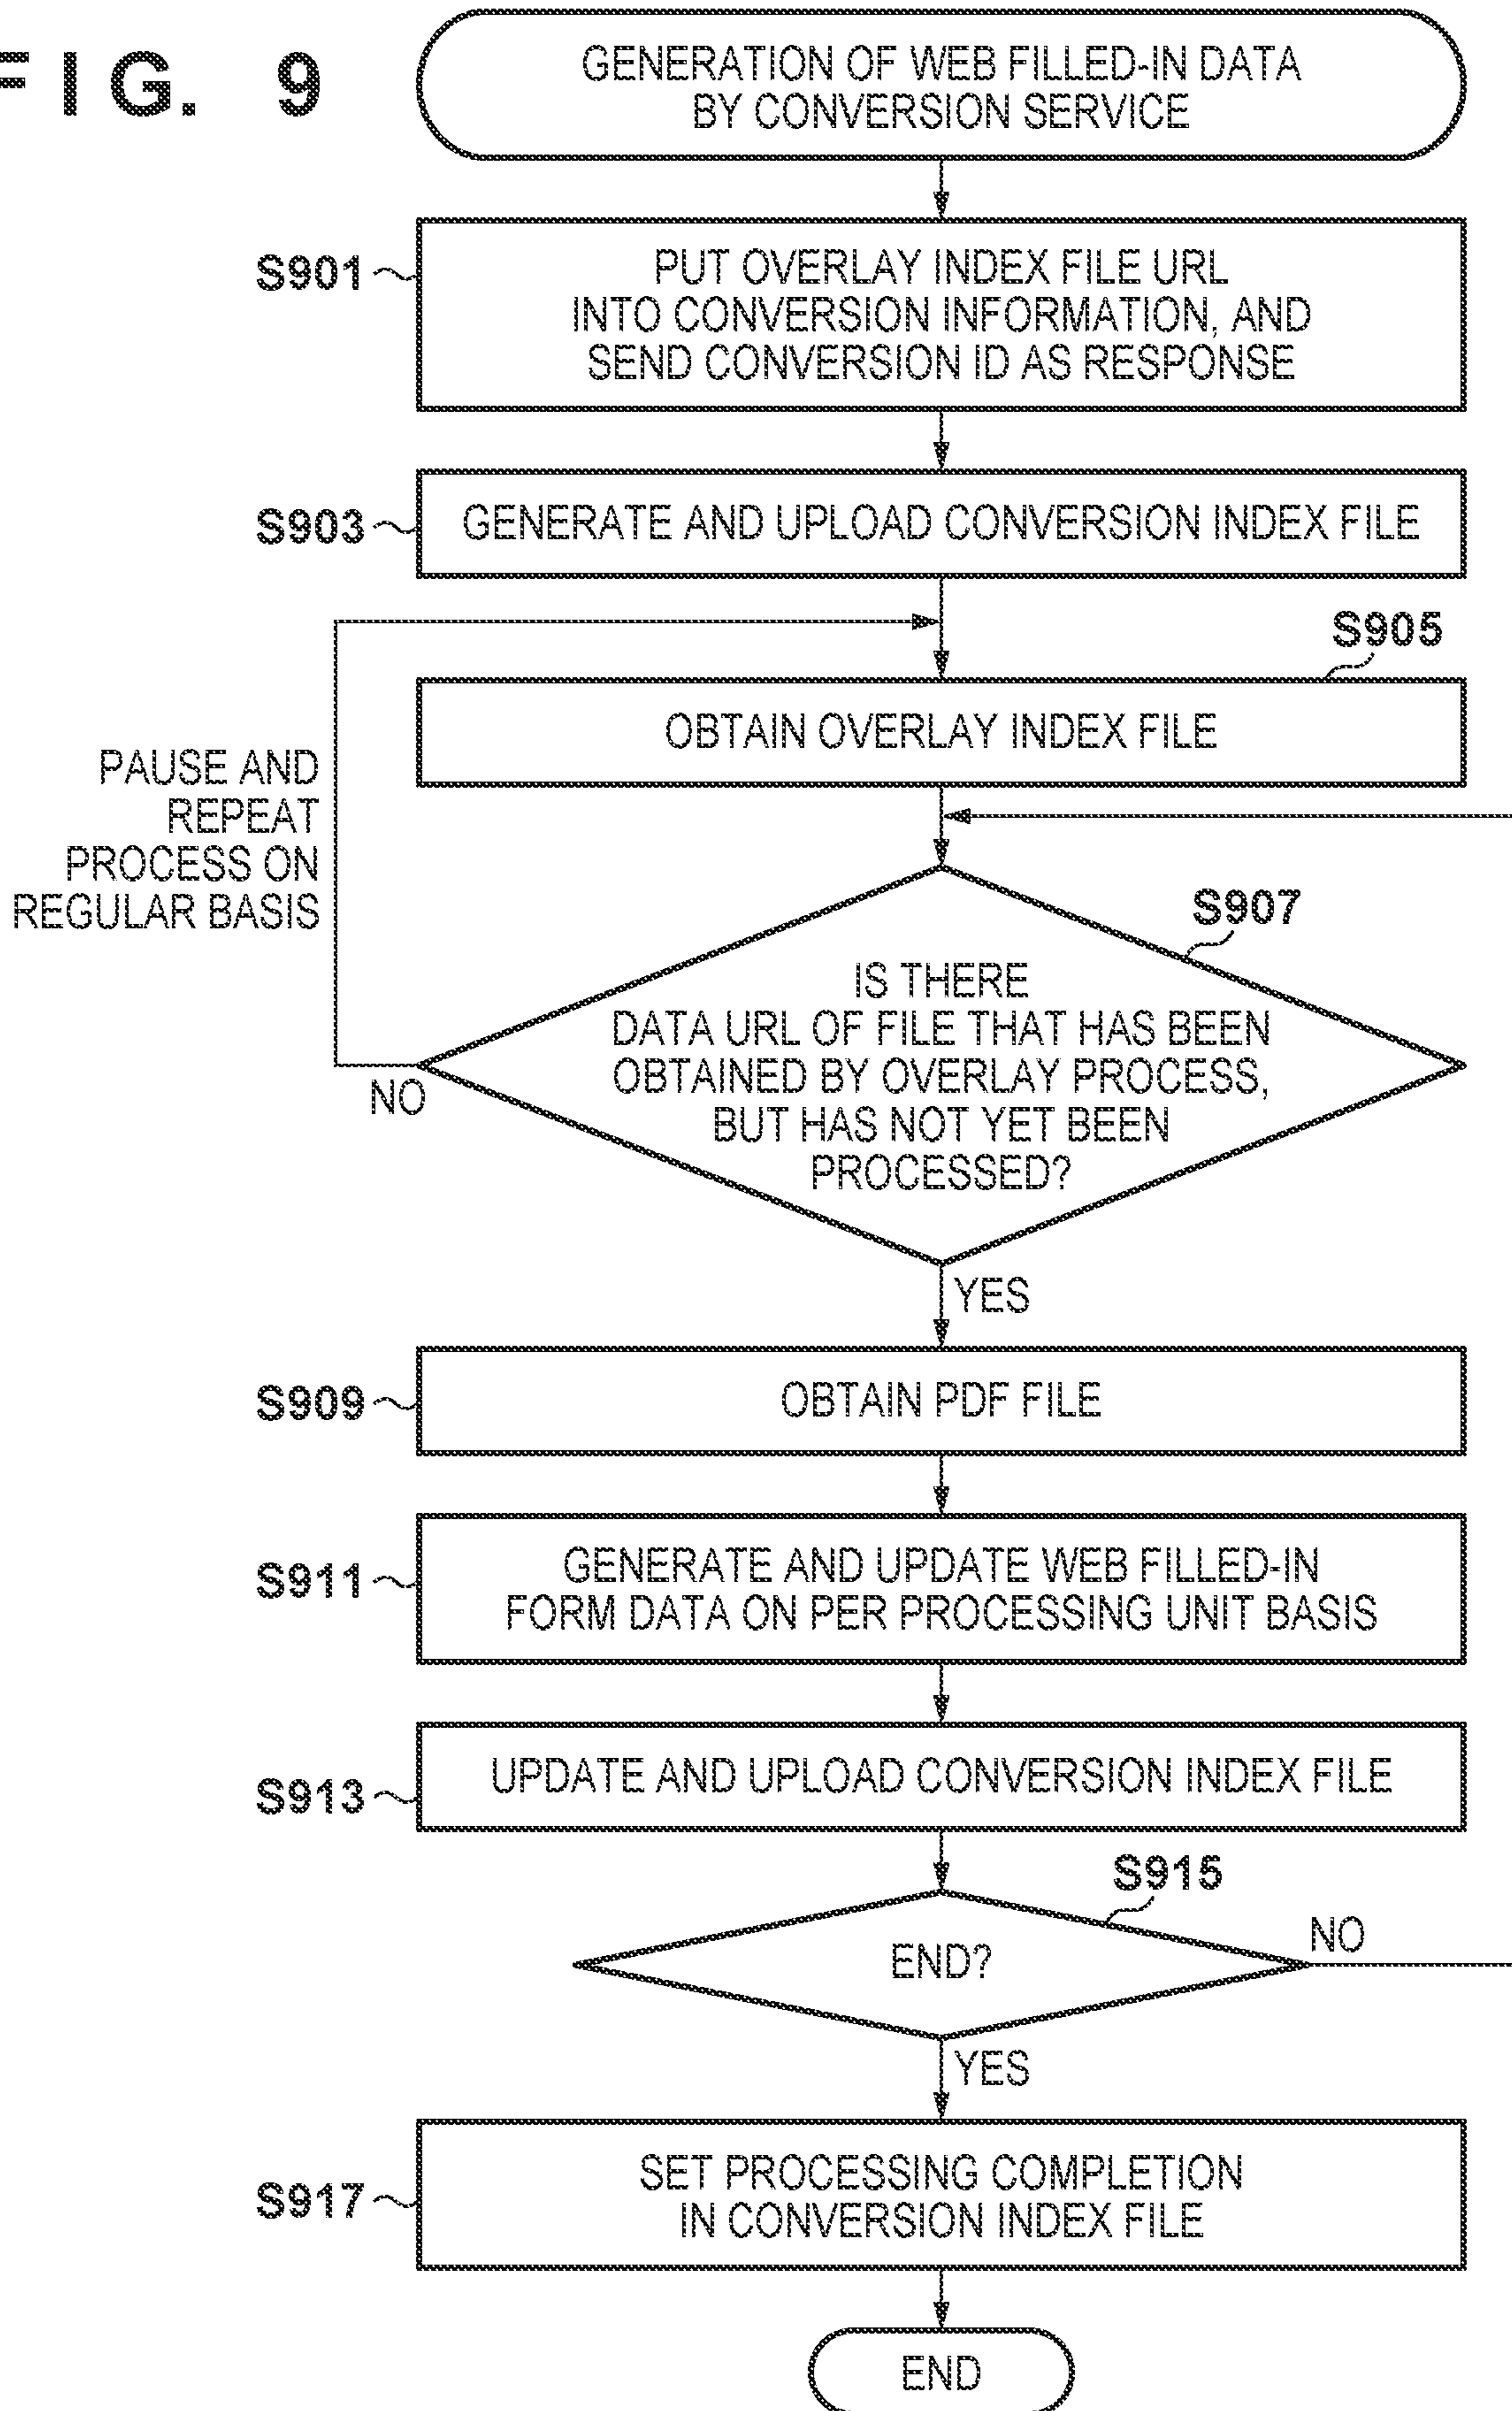 FIG. 9
GENERATION OF WEB FILLED-IN DATA
BY CONVERSION SERVICE
S901
PUT OVERLAY INDEX FILE URL
INTO CONVERSION INFORMATION, AND
SEND CONVERSION ID AS RESPONSE
S903
GENERATE AND UPLOAD CONVERSION INDEX FILE
S905
OBTAIN OVERLAY INDEX FILE
PAUSE AND
REPEAT
PROCESS ON
REGULAR BASIS
S907
IS THERE
DATA URL OF FILE THAT HAS BEEN
OBTAINED BY OVERLAY PROCESS,
BUT HAS NOT YET BEEN
PROCESSED?
NO
YES
S909
OBTAIN PDF FILE
S911
GENERATE AND UPDATE WEB FILLED-IN
FORM DATA ON PER PROCESSING UNIT BASIS
S913
UPDATE AND UPLOAD CONVERSION INDEX FILE
S915
END?
NO
YES
S917
SET PROCESSING COMPLETION
IN CONVERSION INDEX FILE
END